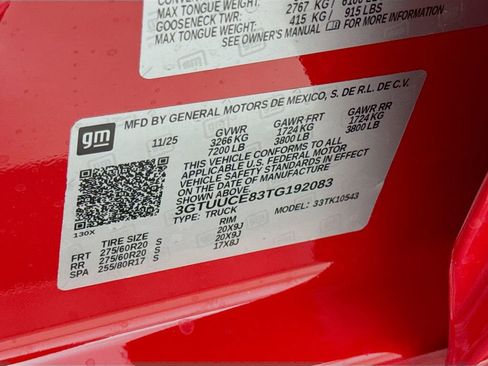 MAX TONGUE WEIGHT: 2767 KG/ 6100 LBS
GOOSENECK TWR:
MAX TONGUE WEIGHT: 415 KG/ 915 LBS
SEE OWNER'S MANUAL FOR MORE INFORMATION
gm
MFD BY GENERAL MOTORS DE MEXICO, S. DE R.L. DE C.V.
11/25 GVWR GAWR FRT GAWR RR
3266 KG 1724 KG 1724 KG
7200 LB 3800 LB 3800 LB
THIS VEHICLE CONFORMS TO ALL
APPLICABLE U.S. FEDERAL MOTOR
VEHICLE SAFETY STANDARDS IN
EFFECT ON THE DATE OF MANUFACTURE
SHOWN ABOVE.
3GTUUCE83TG192083
TYPE: TRUCK MODEL: 33TK10543
130X
TIRE SIZE RIM
FRT 275/60R20 S 20X9J
RR 275/60R20 S 20X9J
SPA 255/80R17 S 17X8J